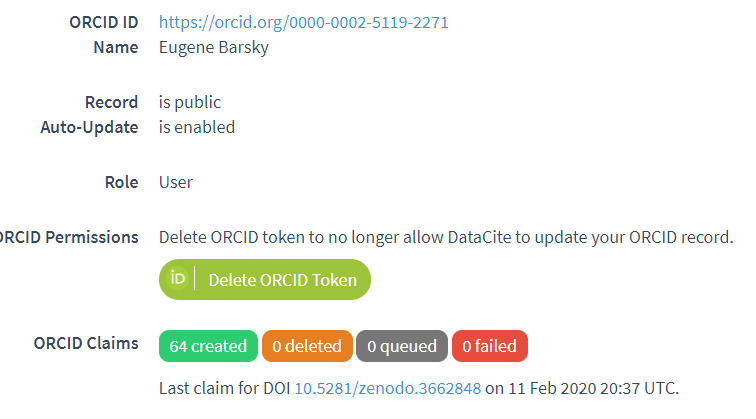 ORCID ID https://orcid.org/0000-0002-5119-2271
Name Eugene Barsky
Record is public
Auto-Update is enabled
Role User
ORCID Permissions Delete ORCID token to no longer allow DataCite to update your ORCID record.
iD Delete ORCID Token
ORCID Claims 64 created 0 deleted 0 queued 0 failed
Last claim for DOI 10.5281/zenodo.3662848 on 11 Feb 2020 20:37 UTC.